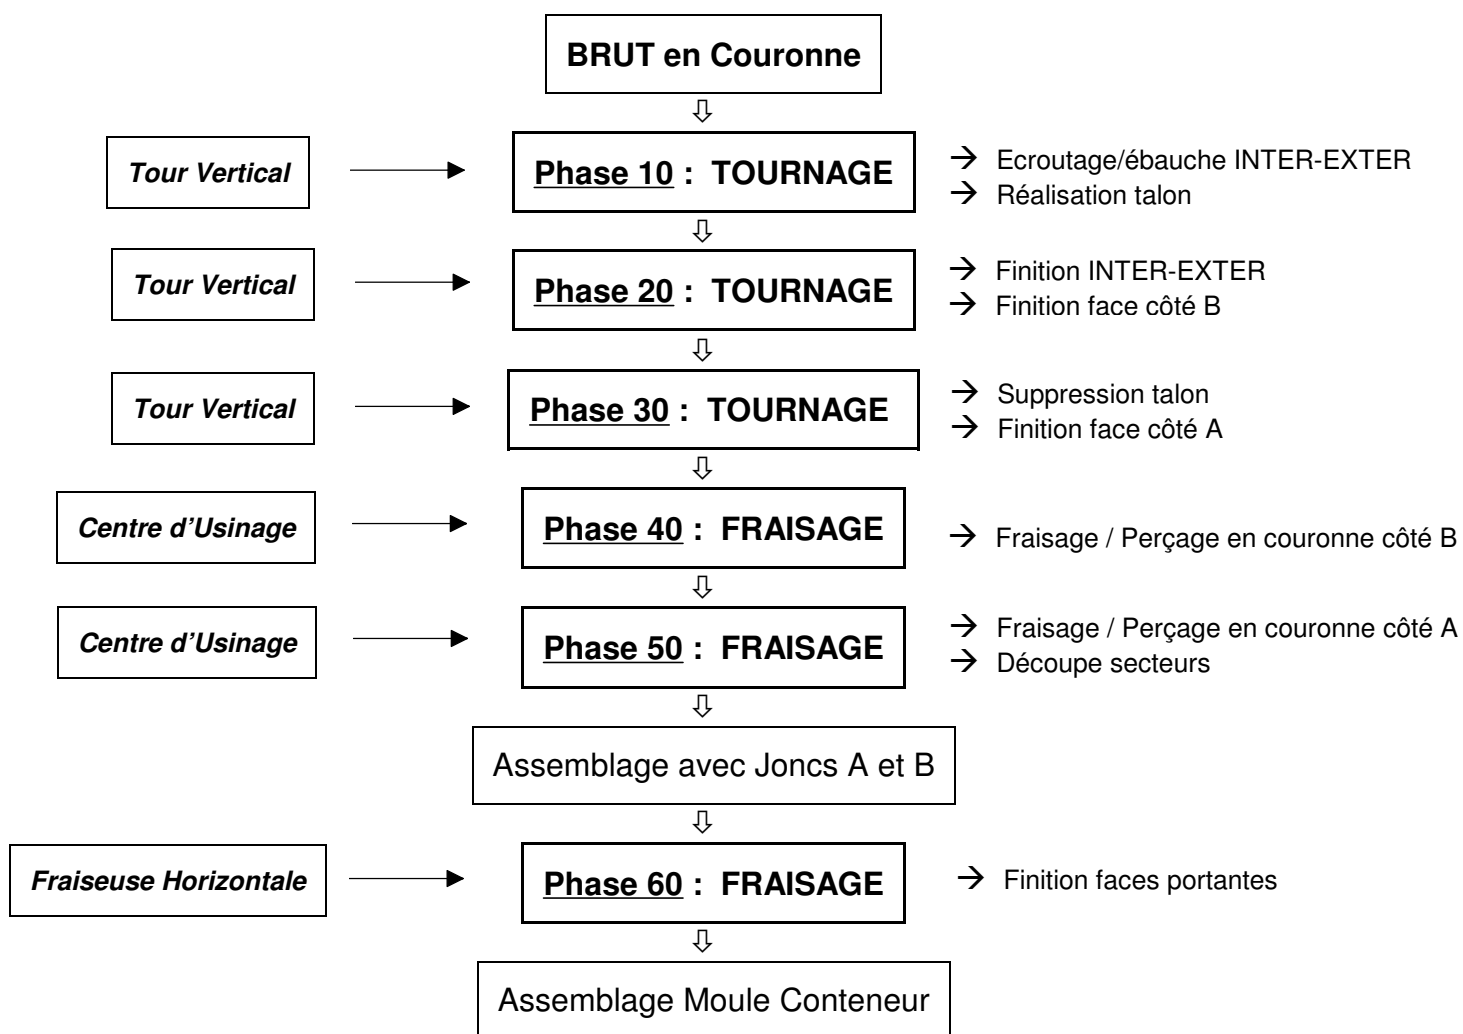 BRUT en Couronne
Tour Vertical
Phase 10 : TOURNAGE
→ Ecroutage/ébauche INTER-EXTER
→ Réalisation talon
Tour Vertical
Phase 20 : TOURNAGE
→ Finition INTER-EXTER
→ Finition face côté B
Tour Vertical
Phase 30 : TOURNAGE
→ Suppression talon
→ Finition face côté A
Centre d'Usinage
Phase 40 : FRAISAGE
→ Fraisage / Perçage en couronne côté B
Centre d'Usinage
Phase 50 : FRAISAGE
→ Fraisage / Perçage en couronne côté A
→ Découpe secteurs
Assemblage avec Joncs A et B
Fraiseuse Horizontale
Phase 60 : FRAISAGE
→ Finition faces portantes
Assemblage Moule Conteneur